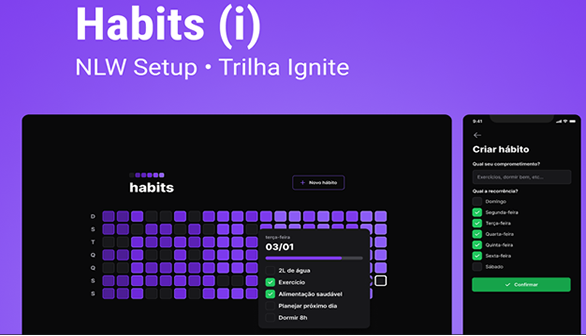 Habits (i)
NLW Setup • Trilha Ignite
habits
+ Novo hábito
D
S
T
Q
Q
S
S
terça-feira
03/01
2L de água
Exercício
Alimentação saudável
Planejar próximo dia
Dormir 8h
9:41
Criar hábito
Qual seu comprometimento?
Exercícios, dormir bem, etc...
Qual a recorrência?
Domingo
Segunda-feira
Terça-feira
Quarta-feira
Quinta-feira
Sexta-feira
Sábado
Confirmar